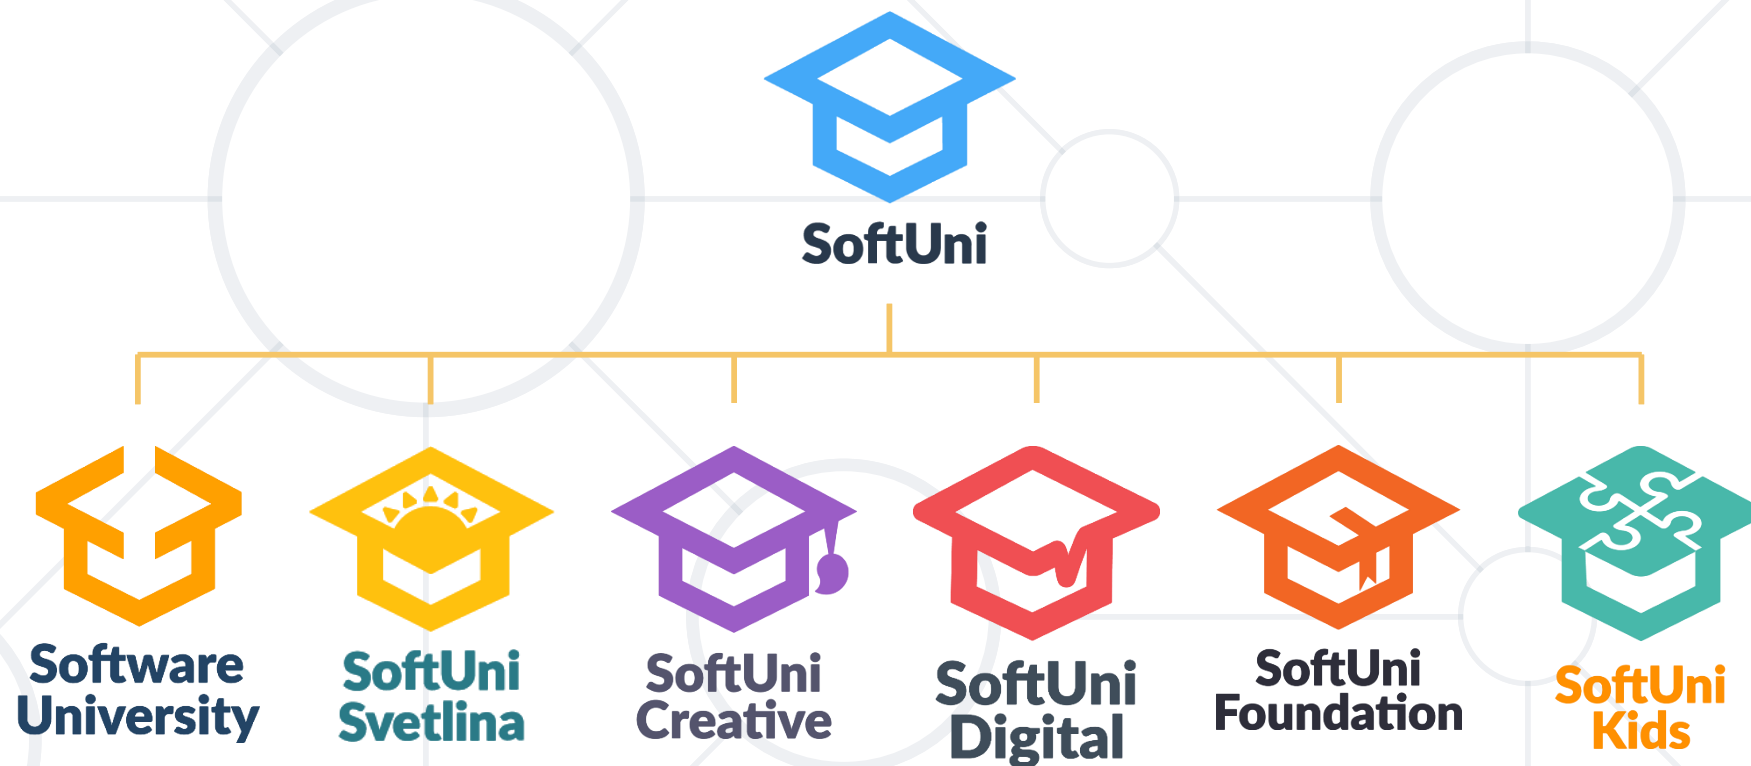 SoftUni
Software
University
SoftUni
Svetlina
SoftUni
Creative
SoftUni
Digital
SoftUni
Foundation
SoftUni
Kids